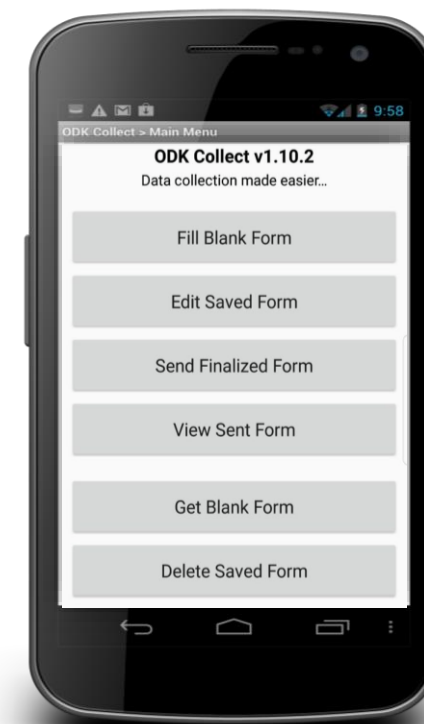 9:58
ODK Collect > Main Menu
ODK Collect v1.10.2
Data collection made easier...
Fill Blank Form
Edit Saved Form
Send Finalized Form
View Sent Form
Get Blank Form
Delete Saved Form